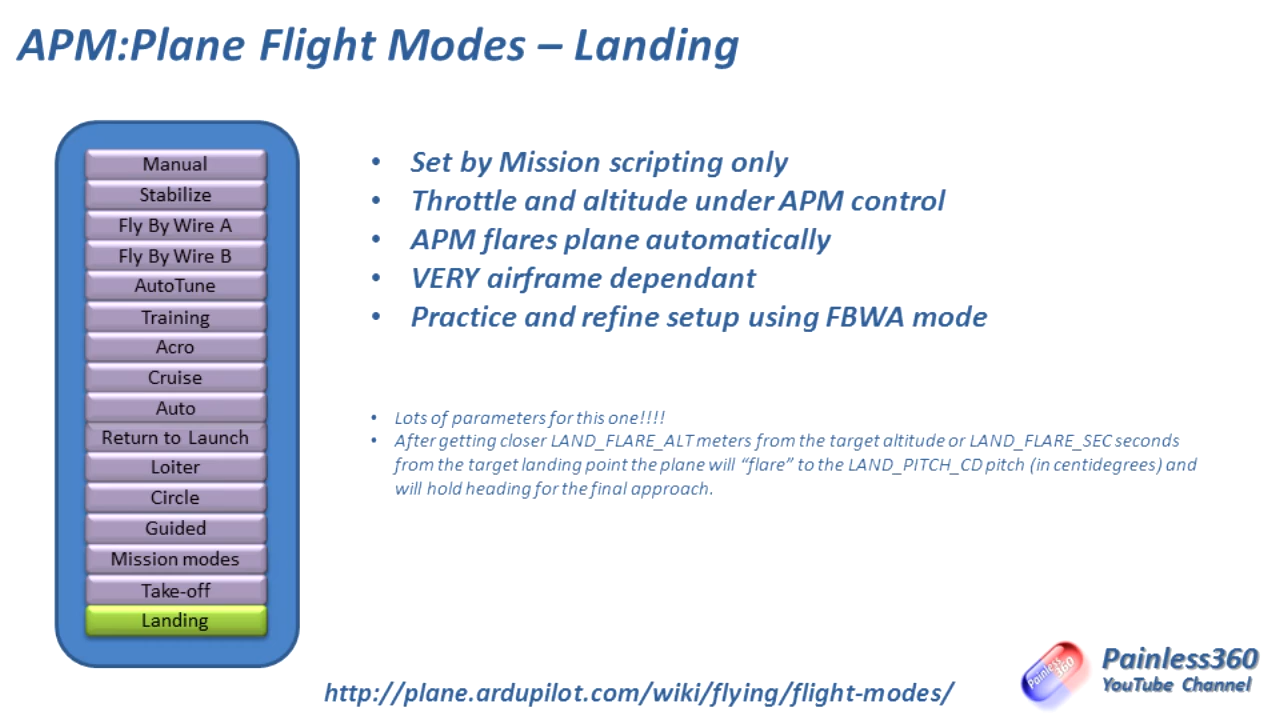 APM:Plane Flight Modes – Landing
Manual
Stabilize
Fly By Wire A
Fly By Wire B
AutoTune
Training
Acro
Cruise
Auto
Return to Launch
Loiter
Circle
Guided
Mission modes
Take-off
Landing
• Set by Mission scripting only
• Throttle and altitude under APM control
• APM flares plane automatically
• VERY airframe dependant
• Practice and refine setup using FBWA mode
• Lots of parameters for this one!!!!
• After getting closer LAND_FLARE_ALT meters from the target altitude or LAND_FLARE_SEC seconds
from the target landing point the plane will “flare” to the LAND_PITCH_CD pitch (in centidegrees) and
will hold heading for the final approach.
http://plane.ardupilot.com/wiki/flying/flight-modes/
Painless360
Painless360
YouTube Channel